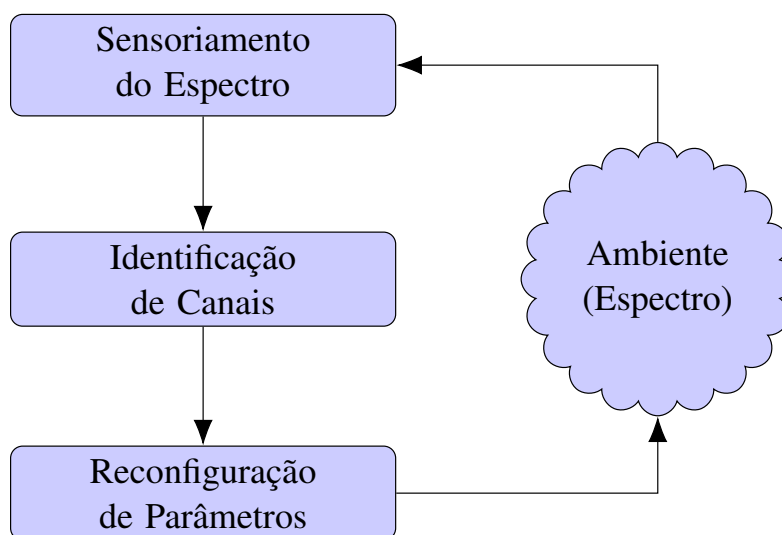 Sensoriamento
do Espectro
Identificação
de Canais
Ambiente
(Espectro)
Reconfiguração
de Parâmetros